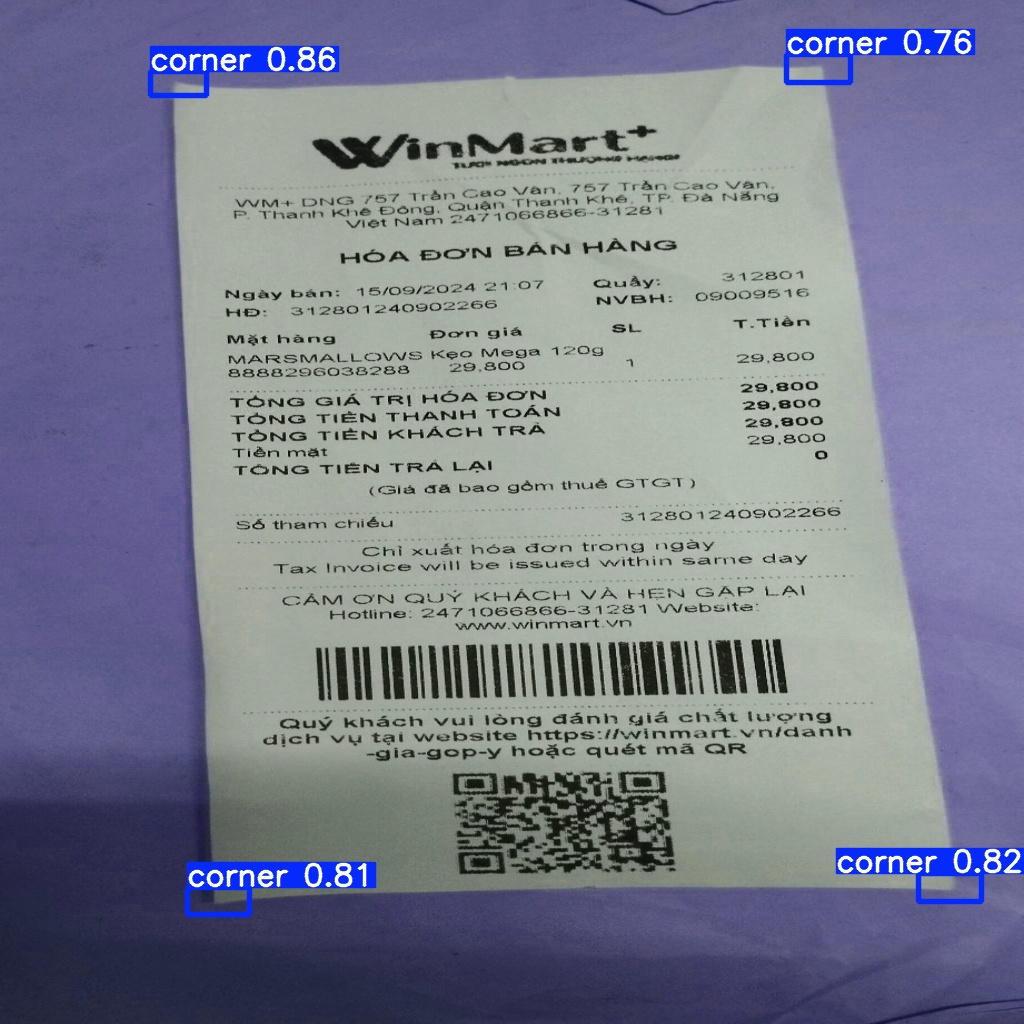 corner 0.86
corner 0.76
WinMart+
WM+ DNG 757 Trần Cao Vân, 757 Trần Cao Vân,
P. Thanh Khê Đông, Quận Thanh Khê, TP. Đà Nẵng
Việt Nam 2471066866-31281
HÓA ĐƠN BÁN HÀNG
Ngày bán: 15/09/2024 21:07 Quầy: 312801
HĐ: 312801240902266 NVBH: 09009516
Mặt hàng Đơn giá SL T.Tiền
MARSMALLOWS Kẹo Mega 120g
8888296038288 29,800 1 29,800
TỔNG GIÁ TRỊ HÓA ĐƠN 29,800
TỔNG TIỀN THANH TOÁN 29,800
TỔNG TIỀN KHÁCH TRẢ 29,800
Tiền mặt 29,800
TỔNG TIỀN TRẢ LẠI 0
(Giá đã bao gồm thuế GTGT)
Số tham chiếu 312801240902266
Chỉ xuất hóa đơn trong ngày
Tax Invoice will be issued within same day
CẢM ƠN QUÝ KHÁCH VÀ HẸN GẶP LẠI
Hotline: 2471066866-31281 Website:
www.winmart.vn
Quý khách vui lòng đánh giá chất lượng
dịch vụ tại website https://winmart.vn/danh
-gia-gop-y hoặc quét mã QR
corner 0.81
corner 0.82